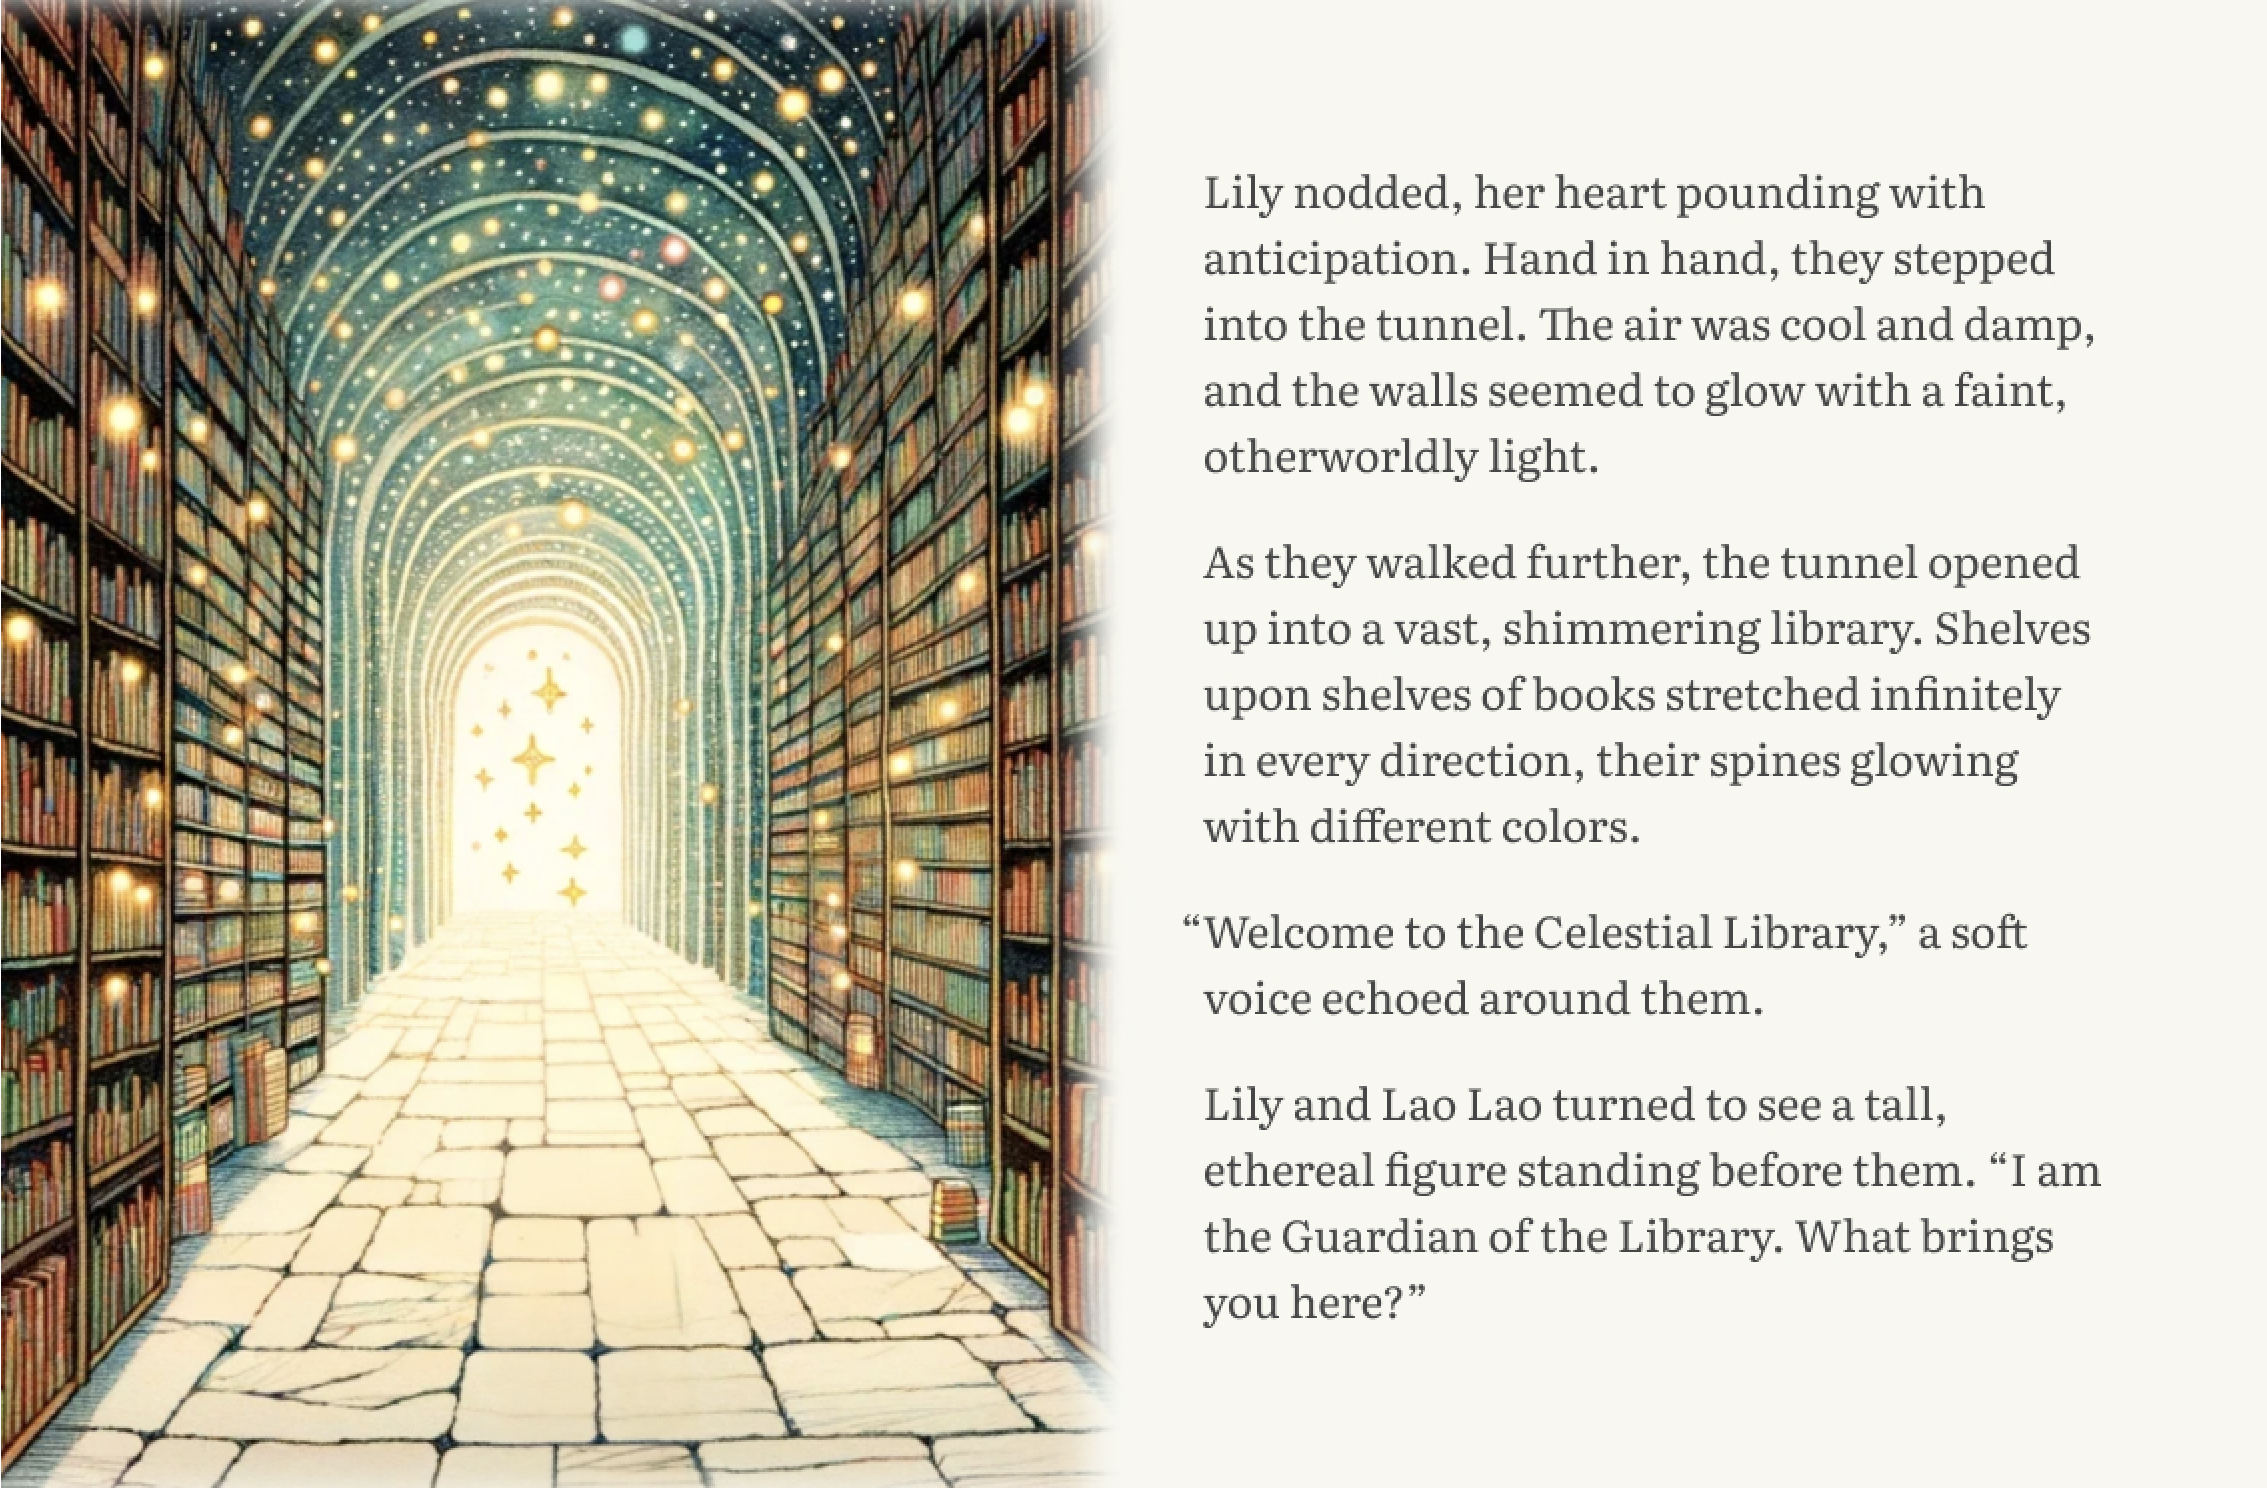 Lily nodded, her heart pounding with
anticipation. Hand in hand, they stepped
into the tunnel. The air was cool and damp,
and the walls seemed to glow with a faint,
otherworldly light.
As they walked further, the tunnel opened
up into a vast, shimmering library. Shelves
upon shelves of books stretched infinitely
in every direction, their spines glowing
with different colors.
“Welcome to the Celestial Library,” a soft
voice echoed around them.
Lily and Lao Lao turned to see a tall,
ethereal figure standing before them. “I am
the Guardian of the Library. What brings
you here?”